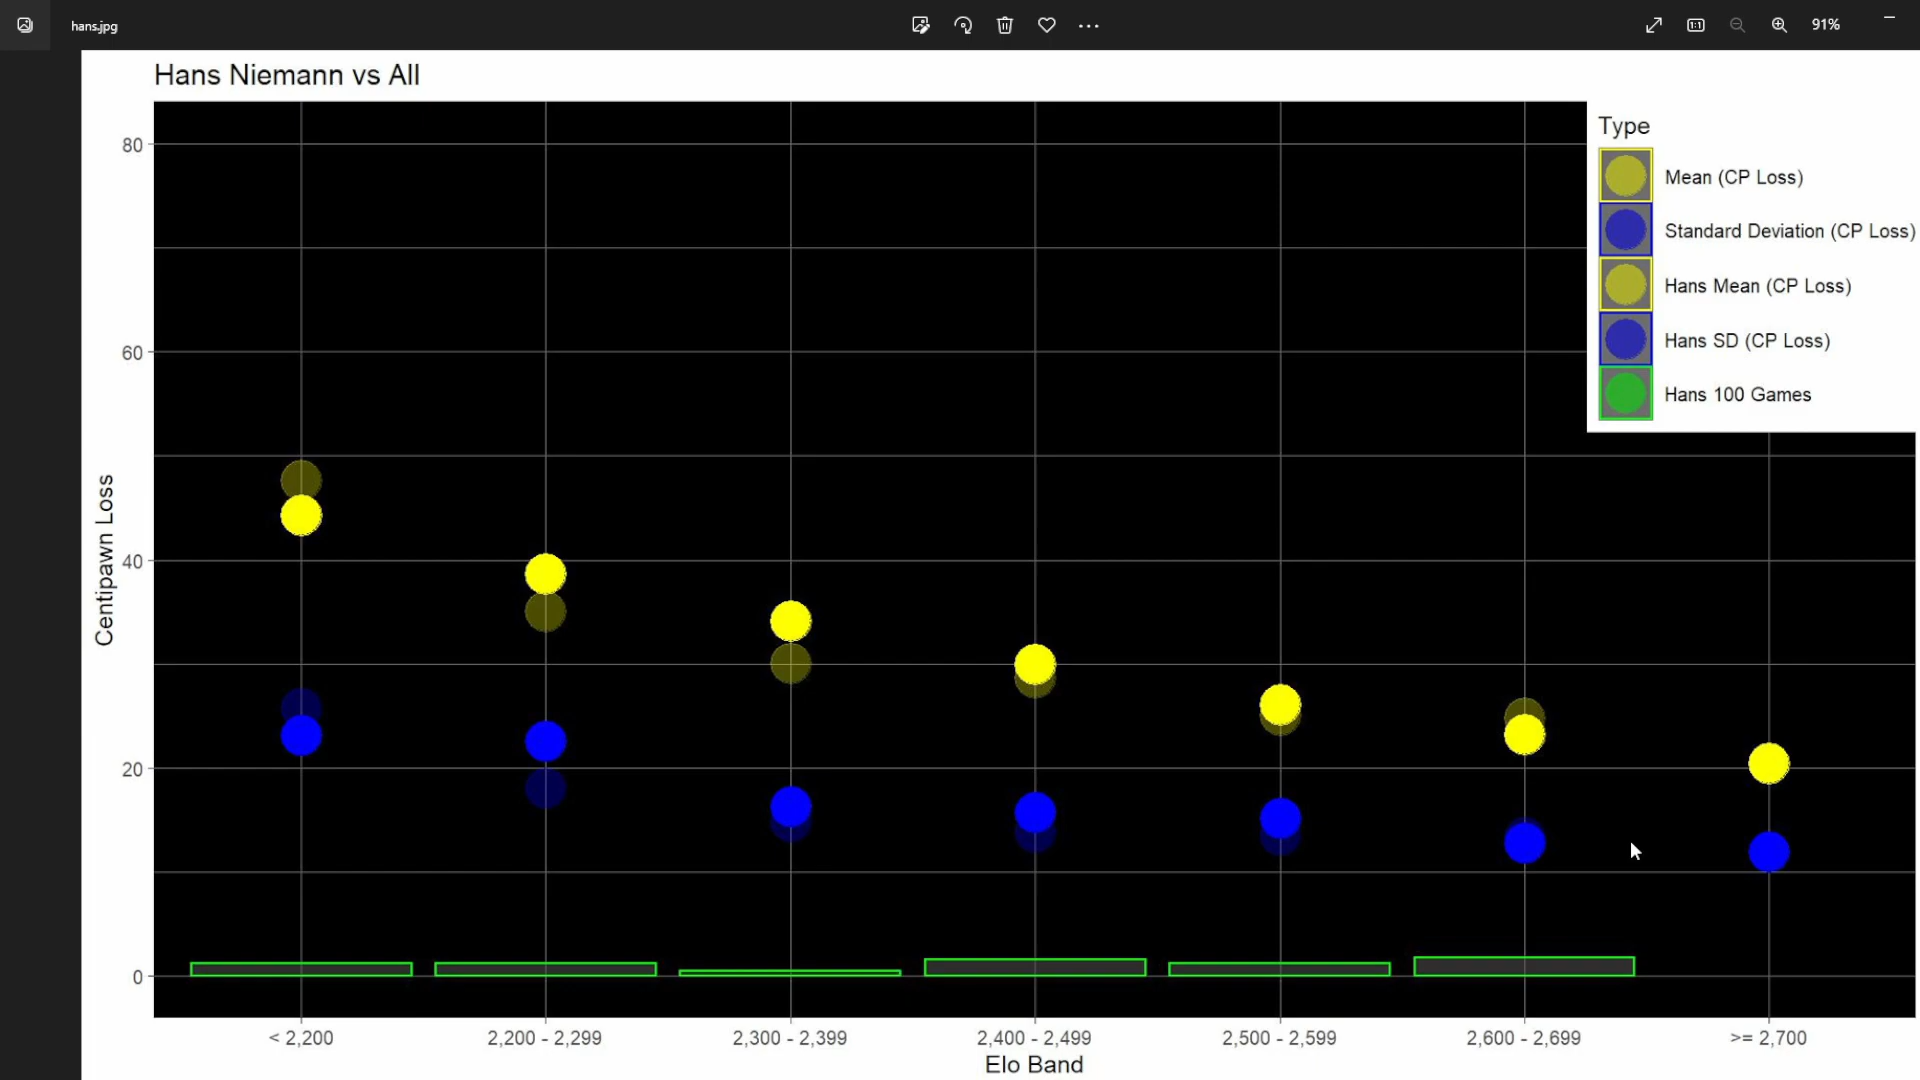 hans.jpg
91%
Hans Niemann vs All
Type
Mean (CP Loss)
Standard Deviation (CP Loss)
Hans Mean (CP Loss)
Hans SD (CP Loss)
Hans 100 Games
Centipawn Loss
80
60
40
20
0
< 2,200
2,200 - 2,299
2,300 - 2,399
2,400 - 2,499
2,500 - 2,599
2,600 - 2,699
>= 2,700
Elo Band